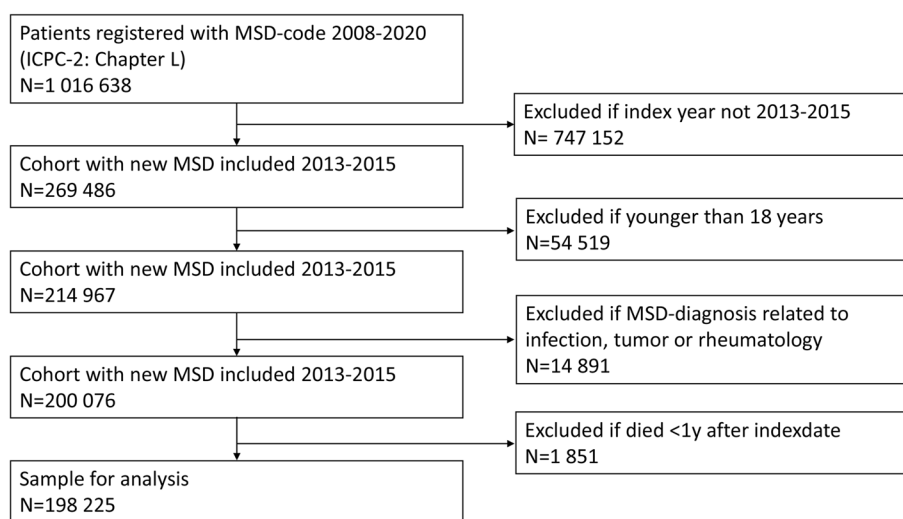 Patients registered with MSD-code 2008-2020
(ICPC-2: Chapter L)
N=1 016 638
Excluded if index year not 2013-2015
N= 747 152
Cohort with new MSD included 2013-2015
N=269 486
Excluded if younger than 18 years
N=54 519
Cohort with new MSD included 2013-2015
N=214 967
Excluded if MSD-diagnosis related to
infection, tumor or rheumatology
N=14 891
Cohort with new MSD included 2013-2015
N=200 076
Excluded if died <1y after indexdate
N=1 851
Sample for analysis
N=198 225